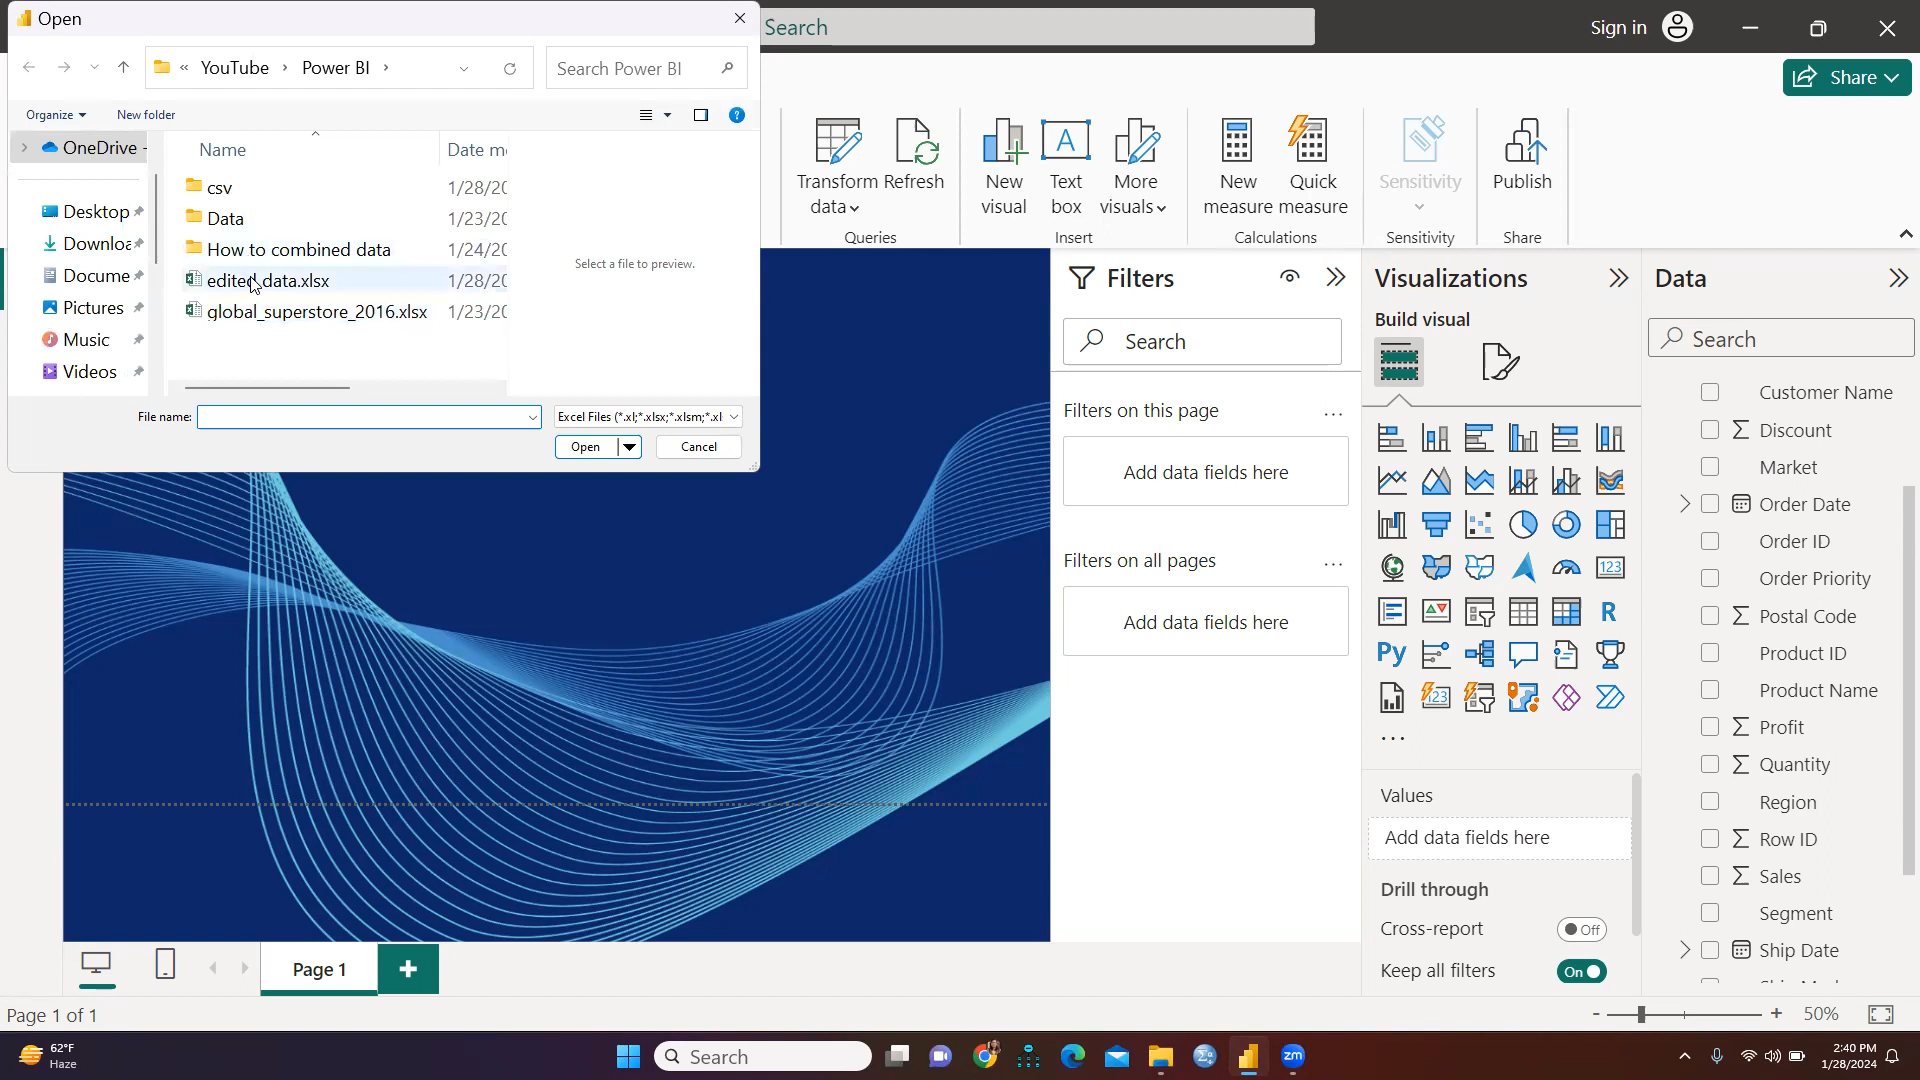 Open
Search
Sign in
YouTube
Power BI
Search Power BI
Share
Organize
New folder
OneDrive -
Name
Date mo
csv
1/28/20
Desktop
Data
1/23/20
Downloa
How to combined data
1/24/20
Select a file to preview.
Docume
edited_data.xlsx
1/28/20
Pictures
global_superstore_2016.xlsx
1/23/20
Music
Videos
File name:
Excel Files (*.xl;*.xlsx;*.xlsm;*.xl
Open
Cancel
Transform data
Refresh
Queries
New visual
Text box
More visuals
Insert
New measure
Quick measure
Calculations
Sensitivity
Sensitivity
Publish
Share
Filters
Search
Filters on this page
...
Add data fields here
Filters on all pages
...
Add data fields here
Visualizations
Build visual
123
R
Py
123
...
Values
Add data fields here
Drill through
Cross-report
Off
Keep all filters
On
Data
Search
Customer Name
Discount
Market
Order Date
Order ID
Order Priority
Postal Code
Product ID
Product Name
Profit
Quantity
Region
Row ID
Sales
Segment
Ship Date
Page 1
Page 1 of 1
- + 50%
62°F
Haze
Search
zm
2:40 PM
1/28/2024